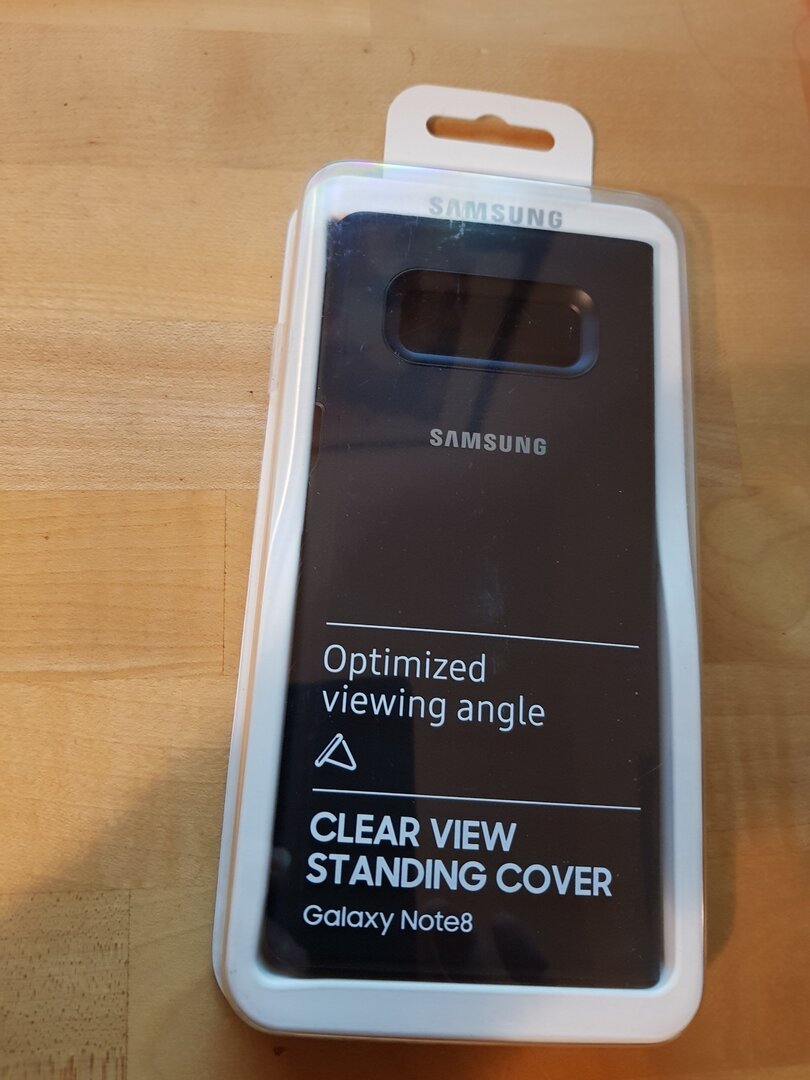 SAMSUNG
SAMSUNG
Optimized
viewing angle
CLEAR VIEW
STANDING COVER
Galaxy Note8